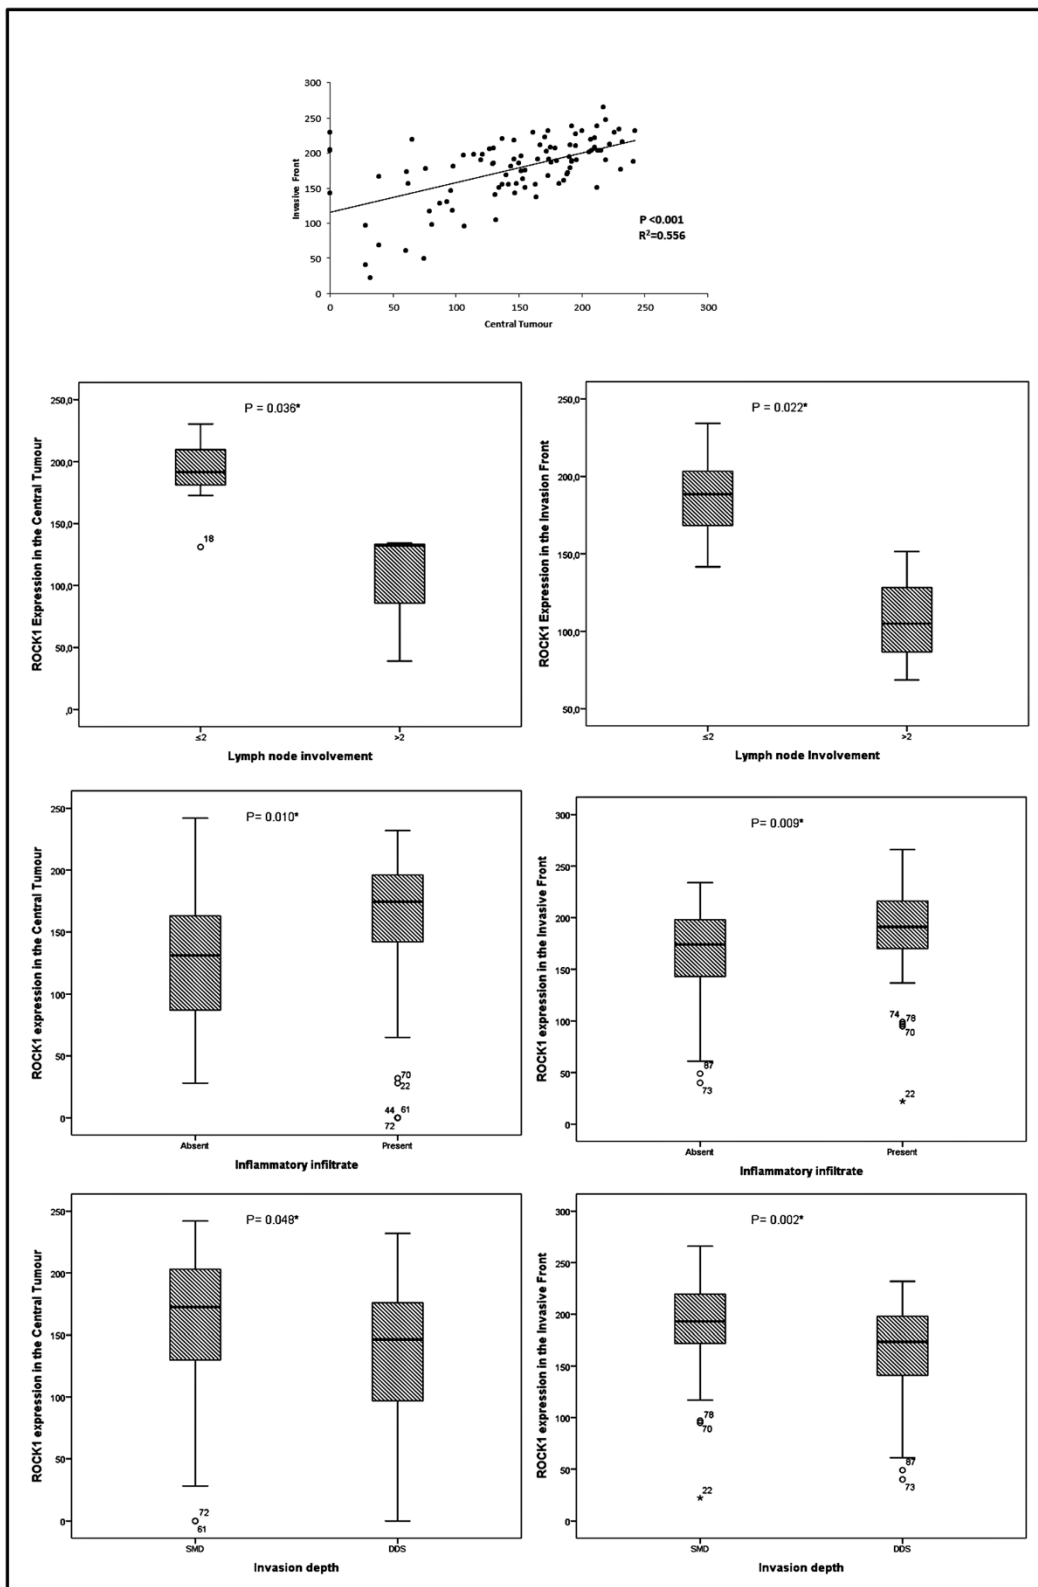 300
250
200
150
100
50
0
Invasive Front
P <0.001
R²=0.556
0 50 100 150 200 250 300
Central Tumour
P = 0.036*
250,0
200,0
150,0
100,0
50,0
,0
ROCK1 Expression in the Central Tumour
18
≤2 >2
Lymph node involvement
P = 0.022*
250,0
200,0
150,0
100,0
50,0
ROCK1 Expression in the Invasion Front
≤2 >2
Lymph node Involvement
P= 0.010*
250
200
150
100
50
0
ROCK1 expression in the Central Tumour
70
22
44 61
72
Absent Present
Inflammatory infiltrate
P= 0.009*
300
250
200
150
100
50
0
ROCK1 expression in the Invasive Front
87
73
74 78
70
22
Absent Present
Inflammatory infiltrate
P= 0.048*
250
200
150
100
50
0
ROCK1 expression in the Central Tumour
72
61
SMD DDS
Invasion depth
P= 0.002*
300
250
200
150
100
50
0
ROCK1 expression in the Invasive Front
78
70
22
87
73
SMD DDS
Invasion depth